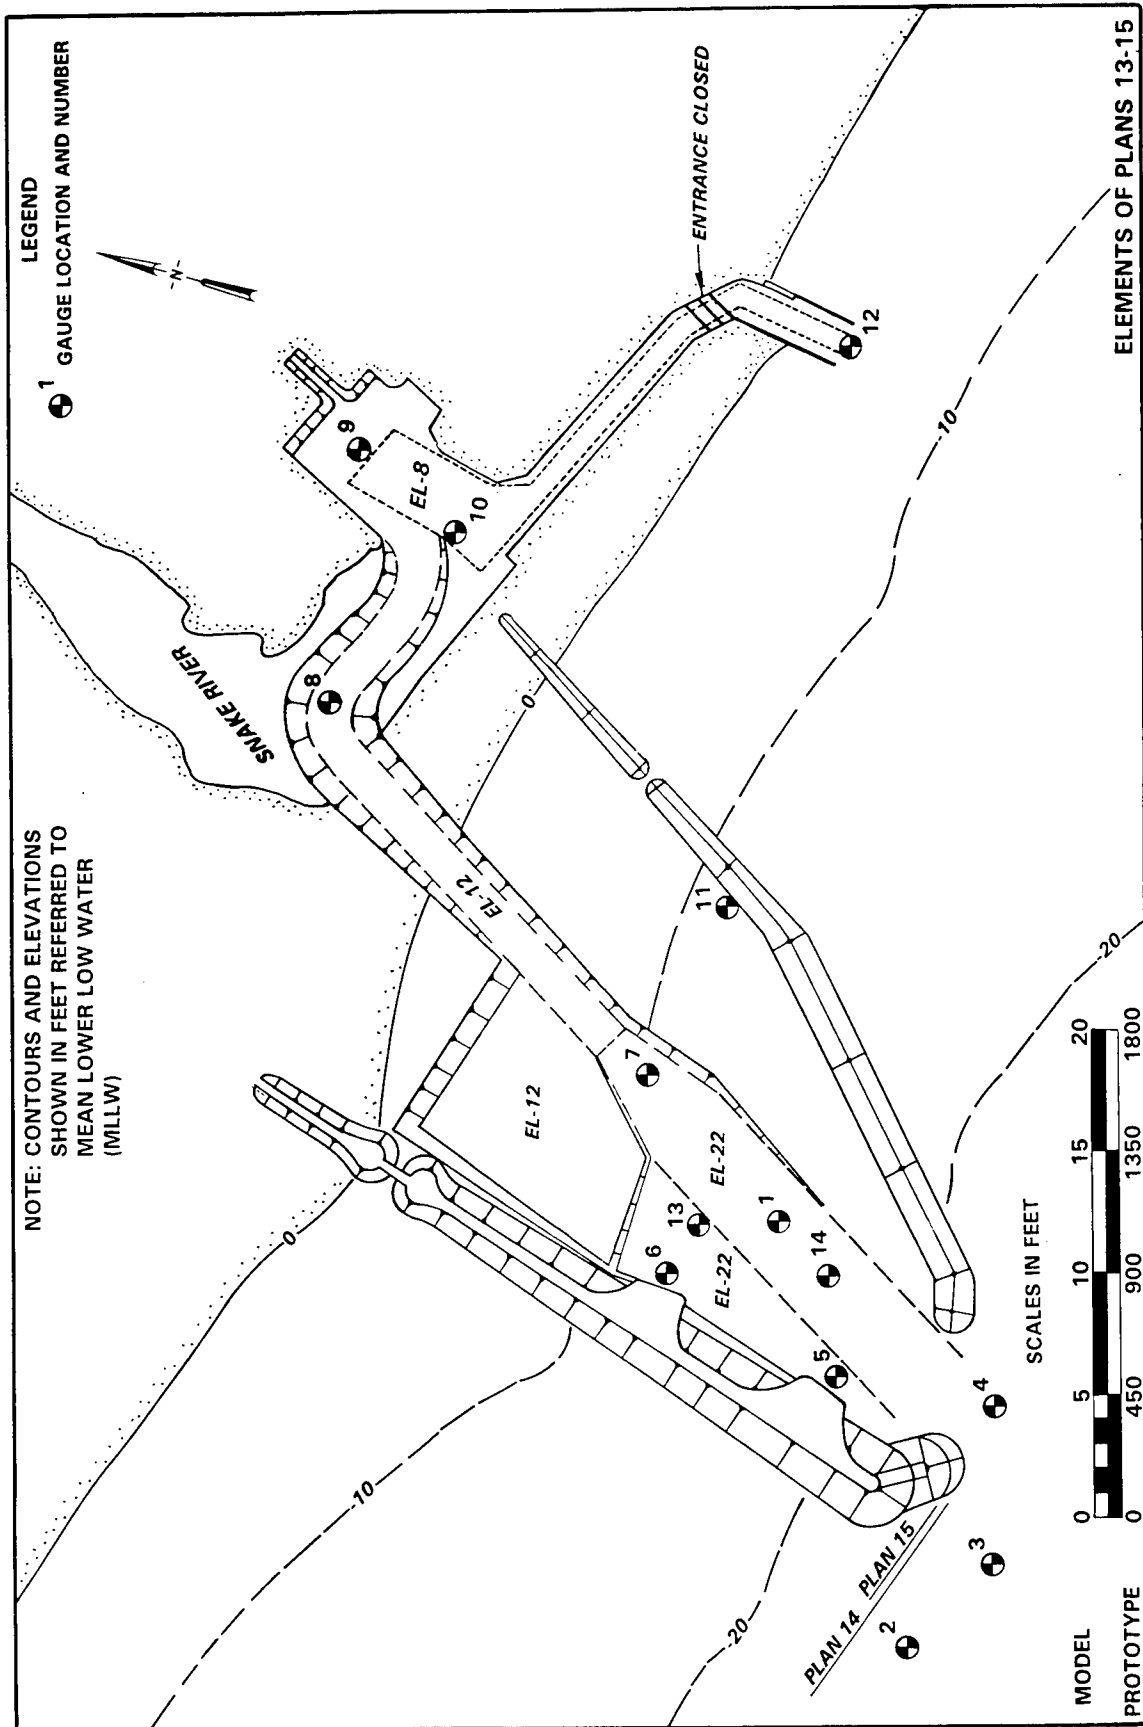 NOTE: CONTOURS AND ELEVATIONS
SHOWN IN FEET REFERRED TO
MEAN LOWER LOW WATER
(MLLW)
LEGEND
1 GAUGE LOCATION AND NUMBER
-N-
SNAKE RIVER
8
9
EL-8
10
ENTRANCE CLOSED
12
0
0
EL-12
EL-12
7
11
-10
-10
-20
-20
EL-22
EL-22
13
6
1
14
5
4
3
2
PLAN 14
PLAN 15
SCALES IN FEET
MODEL
0 5 10 15 20
PROTOTYPE
0 450 900 1350 1800
ELEMENTS OF PLANS 13-15